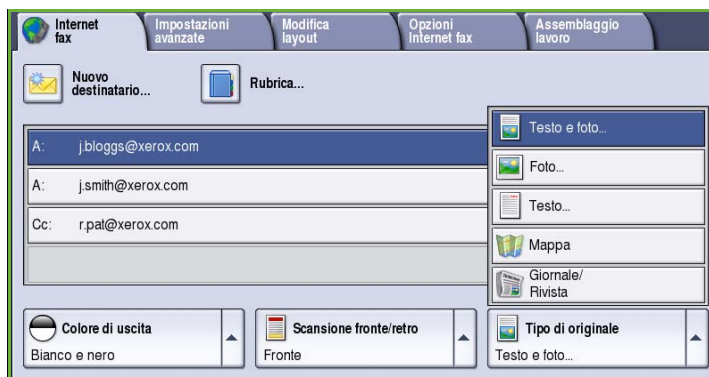 Internet
fax
Impostazioni
avanzate
Modifica
layout
Opzioni
Internet fax
Assemblaggio
lavoro
Nuovo
destinatario...
Rubrica...
A: j.bloggs@xerox.com
A: j.smith@xerox.com
Cc: r.pat@xerox.com
Testo e foto...
Foto...
Testo...
Mappa
Giornale/
Rivista
Colore di uscita
Bianco e nero
Scansione fronte/retro
Fronte
Tipo di originale
Testo e foto...